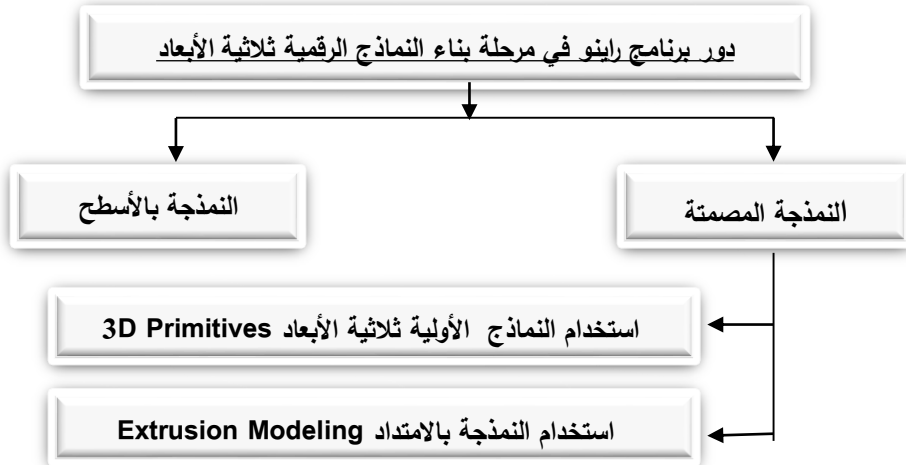 دور برنامج راينو في مرحلة بناء النماذج الرقمية ثلاثية الأبعاد
النمذجة المصمتة
النمذجة بالأسطح
استخدام النماذج الأولية ثلاثية الأبعاد 3D Primitives
استخدام النمذجة بالامتداد Extrusion Modeling